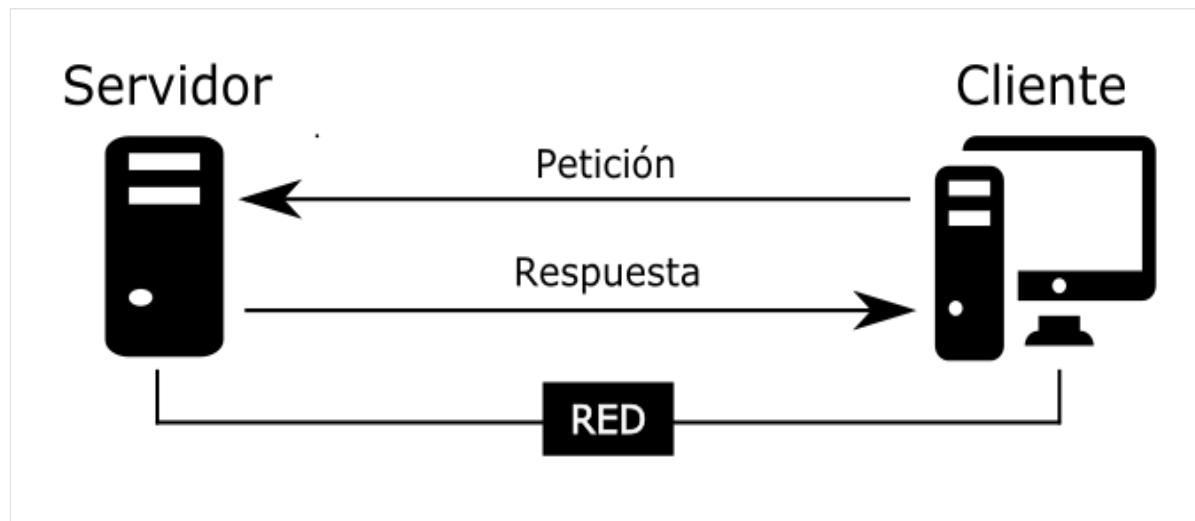 Servidor
Cliente
Petición
Respuesta
RED